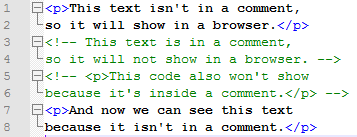 1 <p>This text isn't in a comment,
2 so it will show in a browser.</p>
3 <!-- This text is in a comment,
4 so it will not show in a browser. -->
5 <!-- <p>This code also won't show
6 because it's inside a comment.</p> -->
7 <p>And now we can see this text
8 because it isn't in a comment.</p>